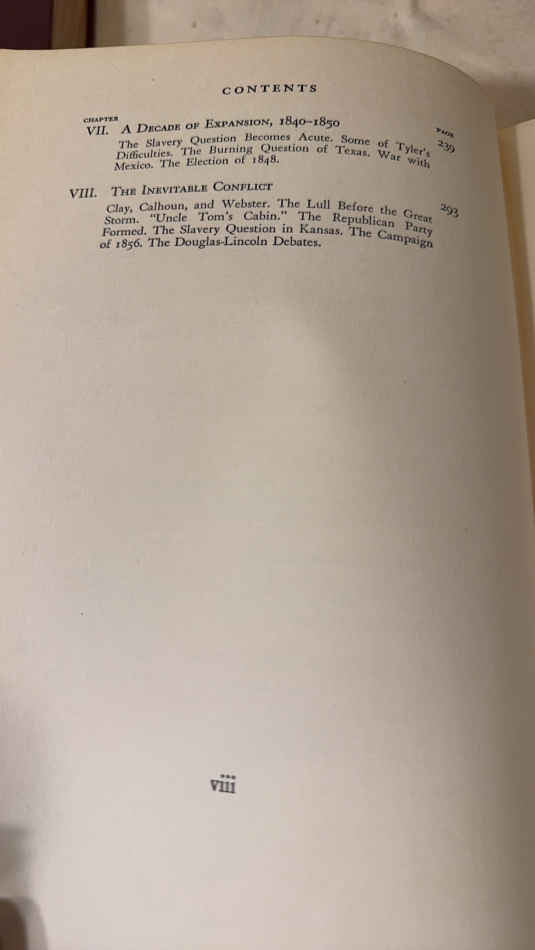 CONTENTS
CHAPTER
PAGE
VII. A Decade of Expansion, 1840–1850 239
The Slavery Question Becomes Acute. Some of Tyler's
Difficulties. The Burning Question of Texas. War with
Mexico. The Election of 1848.
VIII. The Inevitable Conflict 293
Clay, Calhoun, and Webster. The Lull Before the Great
Storm. "Uncle Tom's Cabin." The Republican Party
Formed. The Slavery Question in Kansas. The Campaign
of 1856. The Douglas-Lincoln Debates.
viii